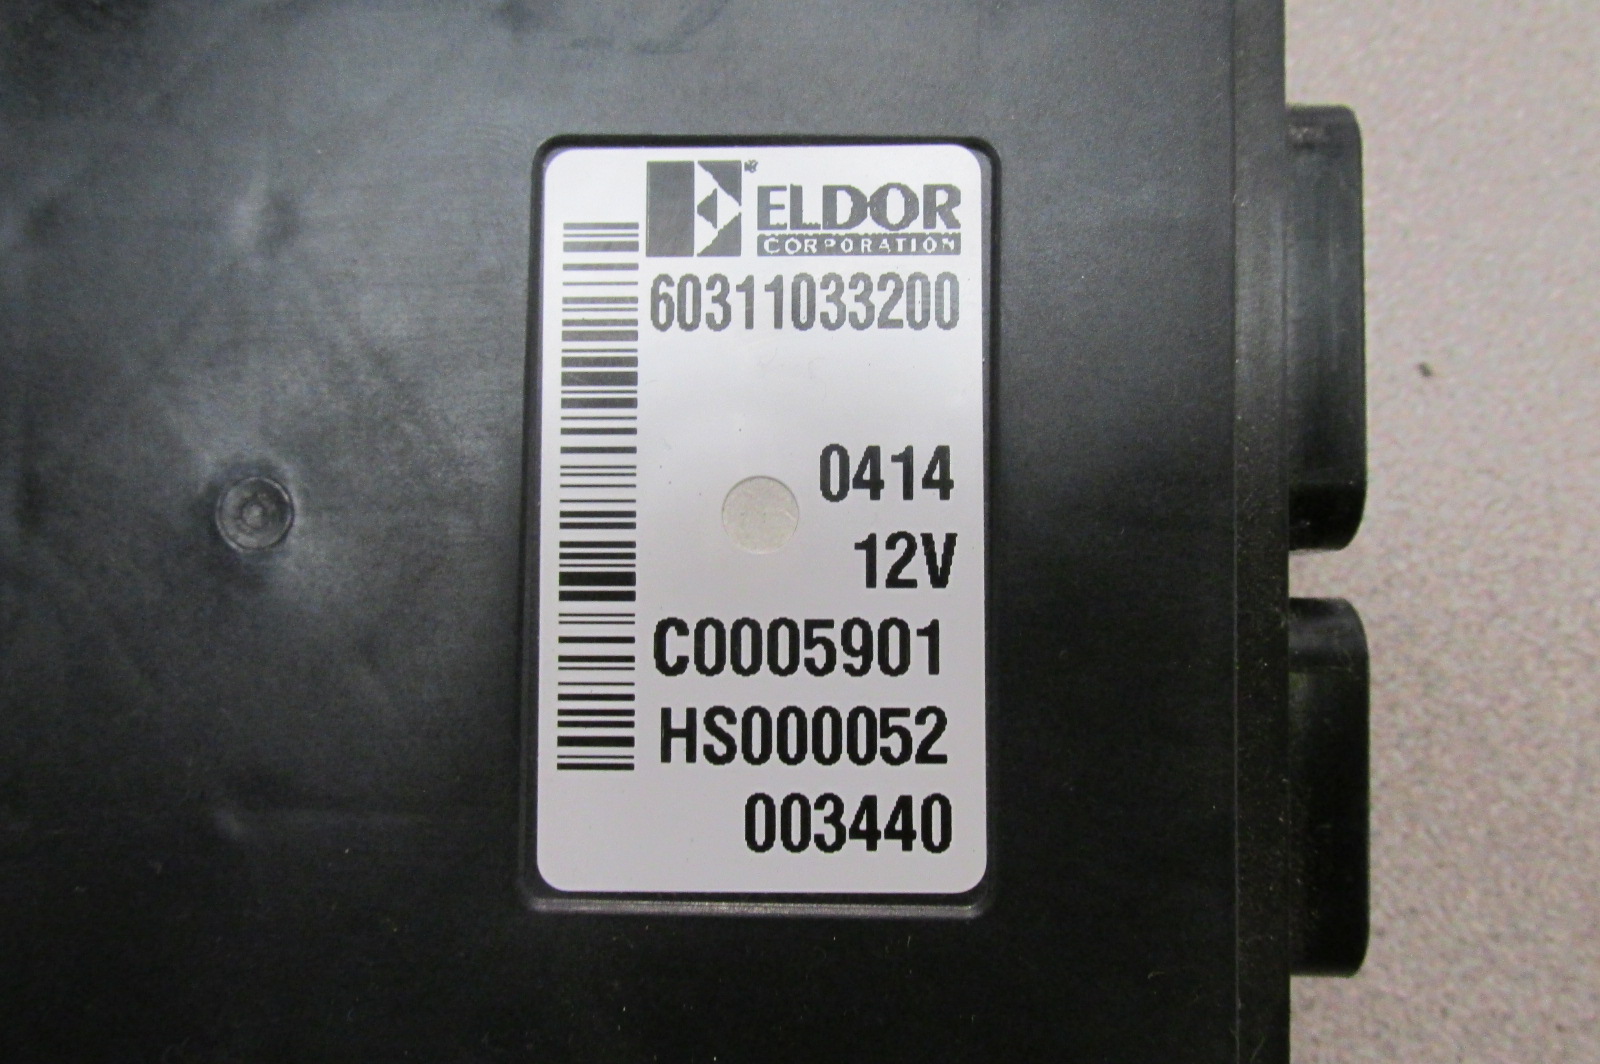 ELDOR
CORPORATION
60311033200
0414
12V
C0005901
HS000052
003440